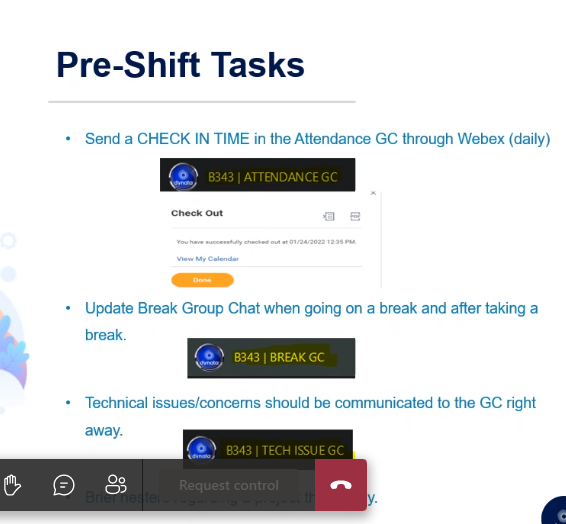 Pre-Shift Tasks
• Send a CHECK IN TIME in the Attendance GC through Webex (daily)
dynata B343 | ATTENDANCE GC
Check Out
You have successfully checked out at 01/24/2022 12:35 PM.
View My Calendar
Done
• Update Break Group Chat when going on a break and after taking a
break.
dynata B343 | BREAK GC
• Technical issues/concerns should be communicated to the GC right
away.
dynata B343 | TECH ISSUE GC
Request control